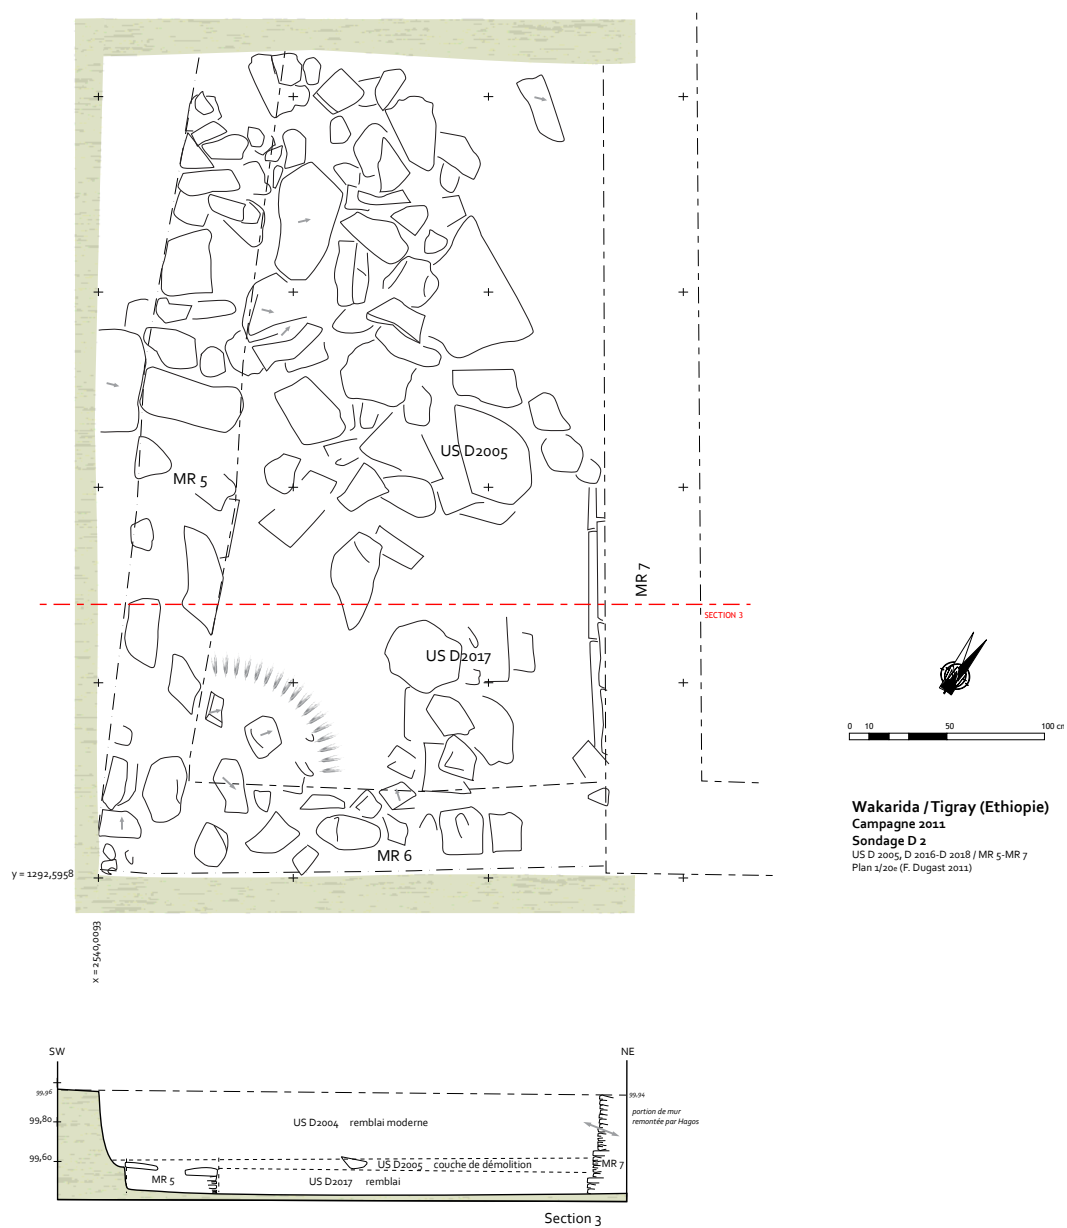 US D2005
MR 5
MR 7
SECTION 3
US D2017
MR 6
y = 1292,5958
x = 2540,0093
0 10 50 100 cm
Wakarida / Tigray (Ethiopie)
Campagne 2011
Sondage D 2
US D 2005, D 2016-D 2018 / MR 5-MR 7
Plan 1/20e (F. Dugast 2011)
SW
NE
99,96
99,94
portion de mur
remontée par Hagos
99,80
US D2004 remblai moderne
99,60
US D2005 couche de démolition
MR 7
MR 5
US D2017 remblai
Section 3